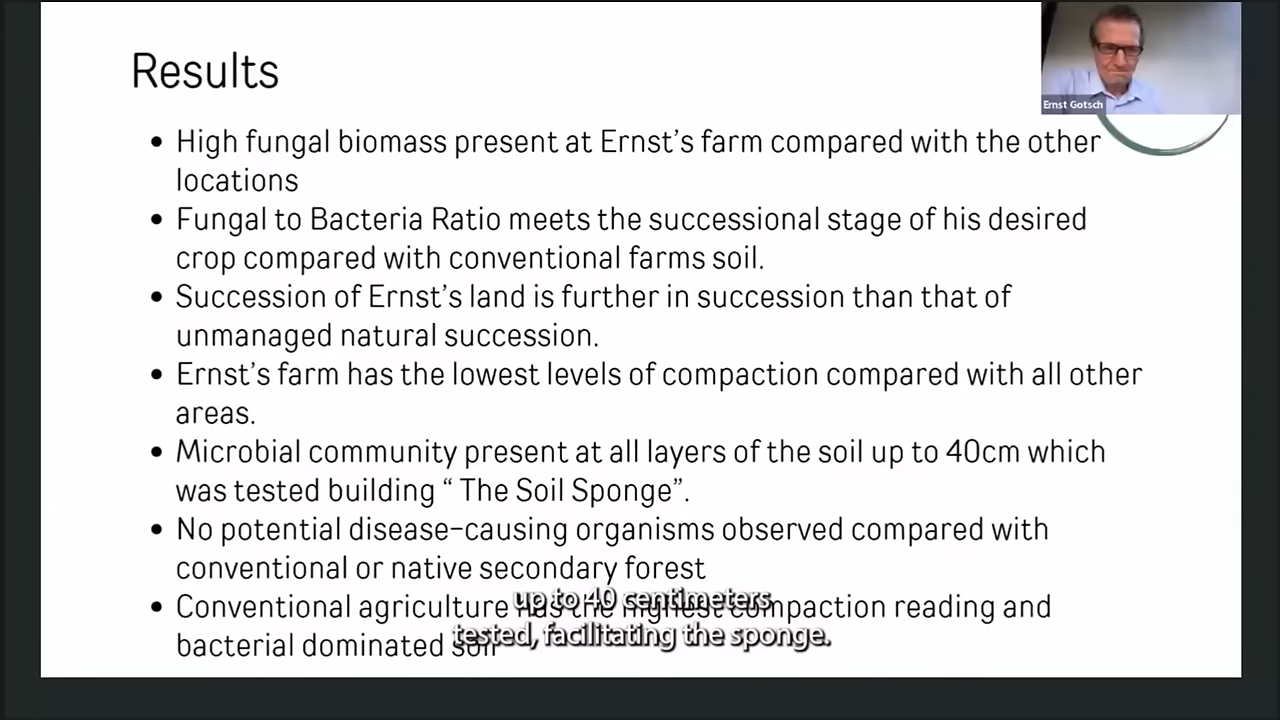 Results
Ernst Gotsch
• High fungal biomass present at Ernst's farm compared with the other
locations
• Fungal to Bacteria Ratio meets the successional stage of his desired
crop compared with conventional farms soil.
• Succession of Ernst's land is further in succession than that of
unmanaged natural succession.
• Ernst's farm has the lowest levels of compaction compared with all other
areas.
• Microbial community present at all layers of the soil up to 40cm which
was tested building “ The Soil Sponge”.
• No potential disease-causing organisms observed compared with
conventional or native secondary forest
• Conventional agriculture has the highest compaction reading and
bacterial dominated soil
up to 40 centimeters
tested, facilitating the sponge.